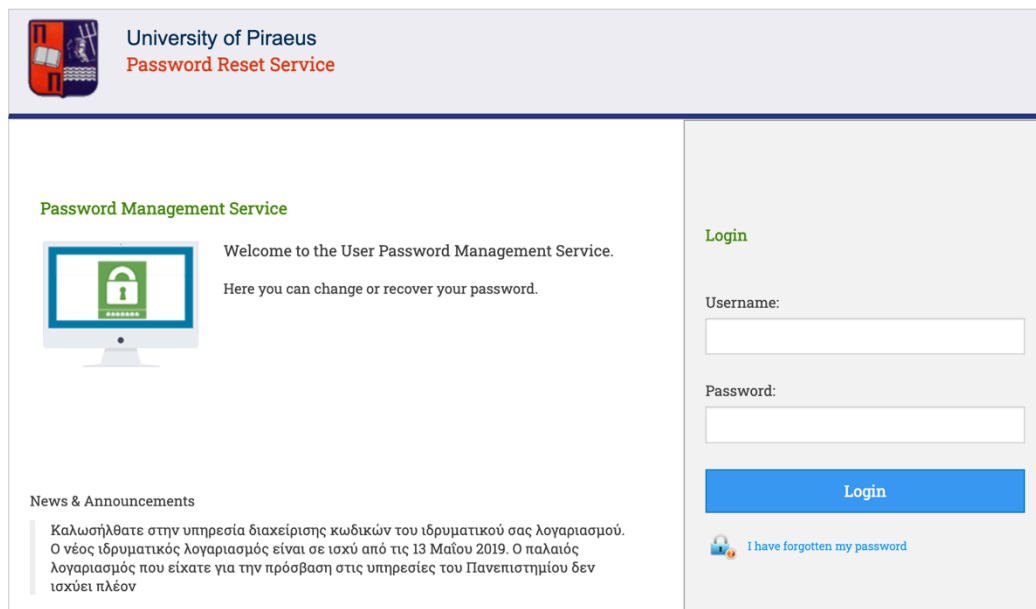 University of Piraeus
Password Reset Service
Password Management Service
Welcome to the User Password Management Service.
Here you can change or recover your password.
News & Announcements
Καλωσήλθατε στην υπηρεσία διαχείρισης κωδικών του ιδρυματικού σας λογαριασμού.
Ο νέος ιδρυματικός λογαριασμός είναι σε ισχύ από τις 13 Μαΐου 2019. Ο παλαιός
λογαριασμός που είχατε για την πρόσβαση στις υπηρεσίες του Πανεπιστημίου δεν
ισχύει πλέον
Login
Username:
Password:
Login
I have forgotten my password